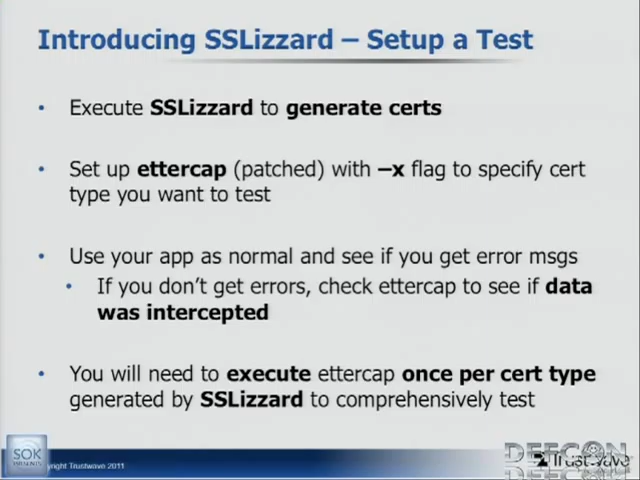 Introducing SSLizzard – Setup a Test
• Execute SSLizzard to generate certs
• Set up ettercap (patched) with –x flag to specify cert
type you want to test
• Use your app as normal and see if you get error msgs
• If you don't get errors, check ettercap to see if data
was intercepted
• You will need to execute ettercap once per cert type
generated by SSLizzard to comprehensively test
SOK
yright Trustwave 2011
DEFCON
Trustwave